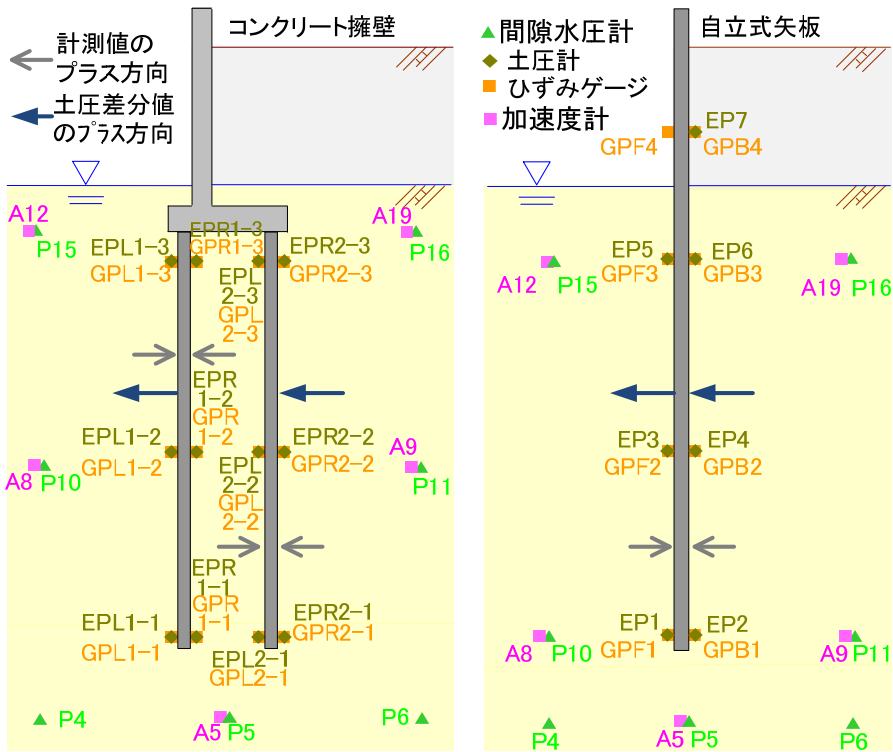 コンクリート擁壁
計測値の
プラス方向
土圧差分値
のプラス方向
A12
P15
EPL1-3
GPL1-3
EPR1-3
GPR1-3
EPL
2-3
GPL
2-3
EPR2-3
GPR2-3
A19
P16
EPR
1-2
GPR
1-2
EPL1-2
GPL1-2
EPL
2-2
GPL
2-2
EPR2-2
GPR2-2
A8
P10
A9
P11
EPR
1-1
GPR
1-1
EPL1-1
GPL1-1
EPL2-1
GPL2-1
EPR2-1
GPR2-1
P4
A5
P5
P6
自立式矢板
間隙水圧計
土圧計
ひずみゲージ
加速度計
EP7
GPF4
GPB4
EP5
GPF3
EP6
GPB3
A12
P15
A19
P16
EP3
GPF2
EP4
GPB2
EP1
GPF1
EP2
GPB1
A8
P10
A9
P11
P4
A5
P5
P6